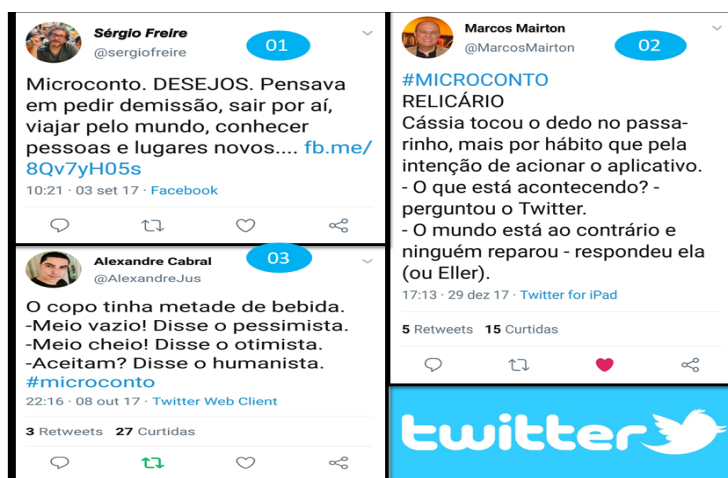 Sérgio Freire
@sergiofreire
01
Microconto. DESEJOS. Pensava
em pedir demissão, sair por aí,
viajar pelo mundo, conhecer
pessoas e lugares novos.... fb.me/
8Qv7yH05s
10:21 · 03 set 17 · Facebook
Alexandre Cabral
@AlexandreJus
03
O copo tinha metade de bebida.
-Meio vazio! Disse o pessimista.
-Meio cheio! Disse o otimista.
-Aceitam? Disse o humanista.
#microconto
22:16 · 08 out 17 · Twitter Web Client
3 Retweets 27 Curtidas
Marcos Mairton
@MarcosMairton
02
#MICROCONTO
RELICÁRIO
Cássia tocou o dedo no passa-
rinho, mais por hábito que pela
intenção de acionar o aplicativo.
- O que está acontecendo? -
perguntou o Twitter.
- O mundo está ao contrário e
ninguém reparou - respondeu ela
(ou Eller).
17:13 · 29 dez 17 · Twitter for iPad
5 Retweets 15 Curtidas
twitter